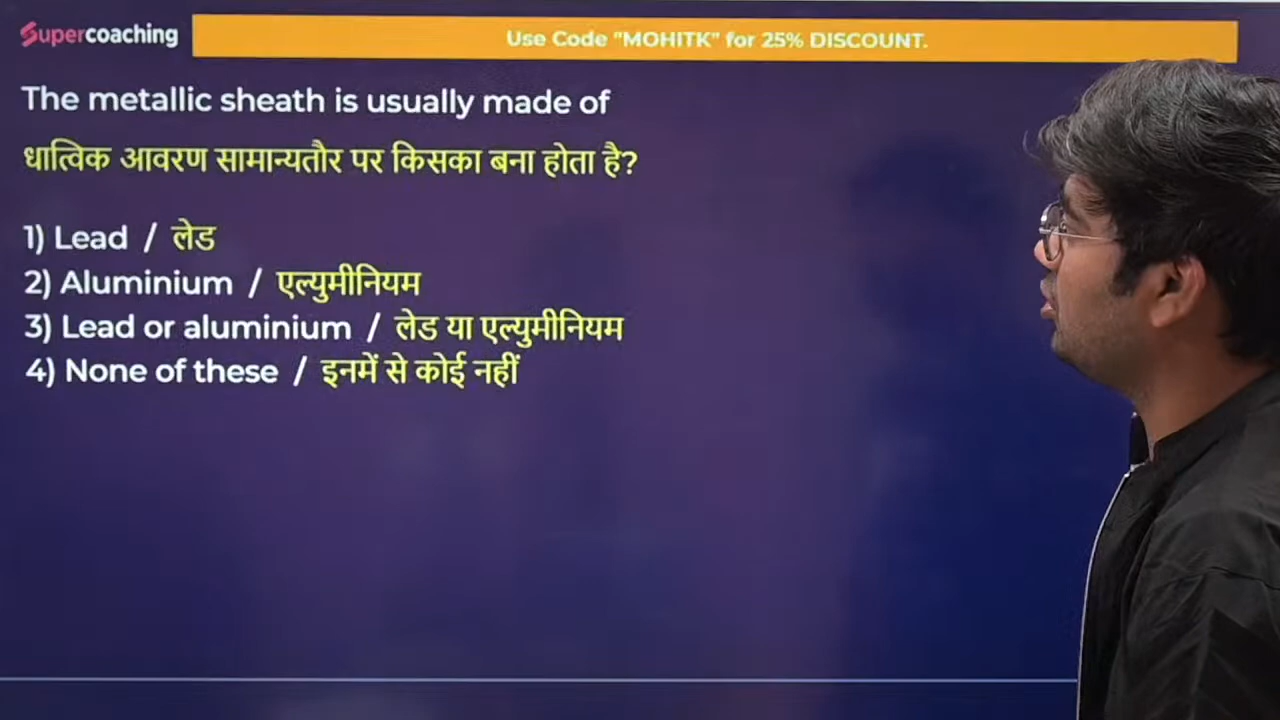 Supercoaching
Use Code "MOHITK" for 25% DISCOUNT.
The metallic sheath is usually made of
धात्विक आवरण सामान्यतौर पर किसका बना होता है?
1) Lead / लेड
2) Aluminium / एल्युमीनियम
3) Lead or aluminium / लेड या एल्युमीनियम
4) None of these / इनमें से कोई नहीं